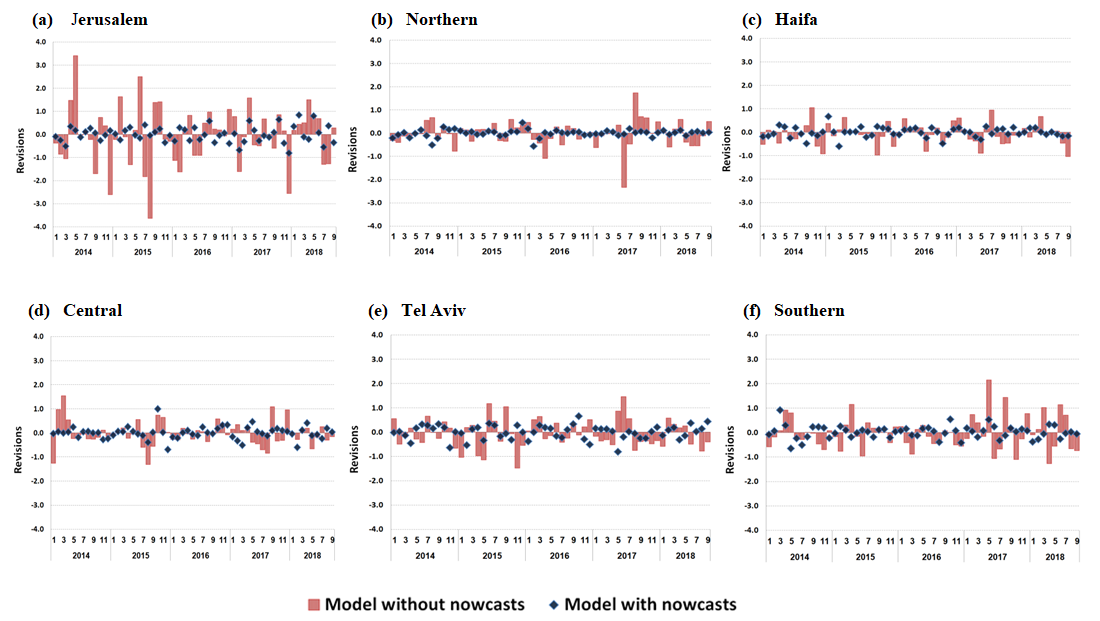 (a) Jerusalem
(b) Northern
(c) Haifa
4.0
3.0
2.0
1.0
0.0
-1.0
-2.0
-3.0
-4.0
Revisions
1 3 5 7 9 11 1 3 5 7 9 11 1 3 5 7 9 11 1 3 5 7 9 11 1 3 5 7 9
2014 2015 2016 2017 2018
4.0
3.0
2.0
1.0
0.0
-1.0
-2.0
-3.0
-4.0
Revisions
1 3 5 7 9 11 1 3 5 7 9 11 1 3 5 7 9 11 1 3 5 7 9 11 1 3 5 7 9
2014 2015 2016 2017 2018
4.0
3.0
2.0
1.0
0.0
-1.0
-2.0
-3.0
-4.0
Revisions
1 3 5 7 9 11 1 3 5 7 9 11 1 3 5 7 9 11 1 3 5 7 9 11 1 3 5 7 9
2014 2015 2016 2017 2018
(d) Central
(e) Tel Aviv
(f) Southern
4.0
3.0
2.0
1.0
0.0
-1.0
-2.0
-3.0
-4.0
Revisions
1 3 5 7 9 11 1 3 5 7 9 11 1 3 5 7 9 11 1 3 5 7 9 11 1 3 5 7 9
2014 2015 2016 2017 2018
4.0
3.0
2.0
1.0
0.0
-1.0
-2.0
-3.0
-4.0
Revisions
1 3 5 7 9 11 1 3 5 7 9 11 1 3 5 7 9 11 1 3 5 7 9 11 1 3 5 7 9
2014 2015 2016 2017 2018
4.0
3.0
2.0
1.0
0.0
-1.0
-2.0
-3.0
-4.0
Revisions
1 3 5 7 9 11 1 3 5 7 9 11 1 3 5 7 9 11 1 3 5 7 9 11 1 3 5 7 9
2014 2015 2016 2017 2018
Model without nowcasts Model with nowcasts